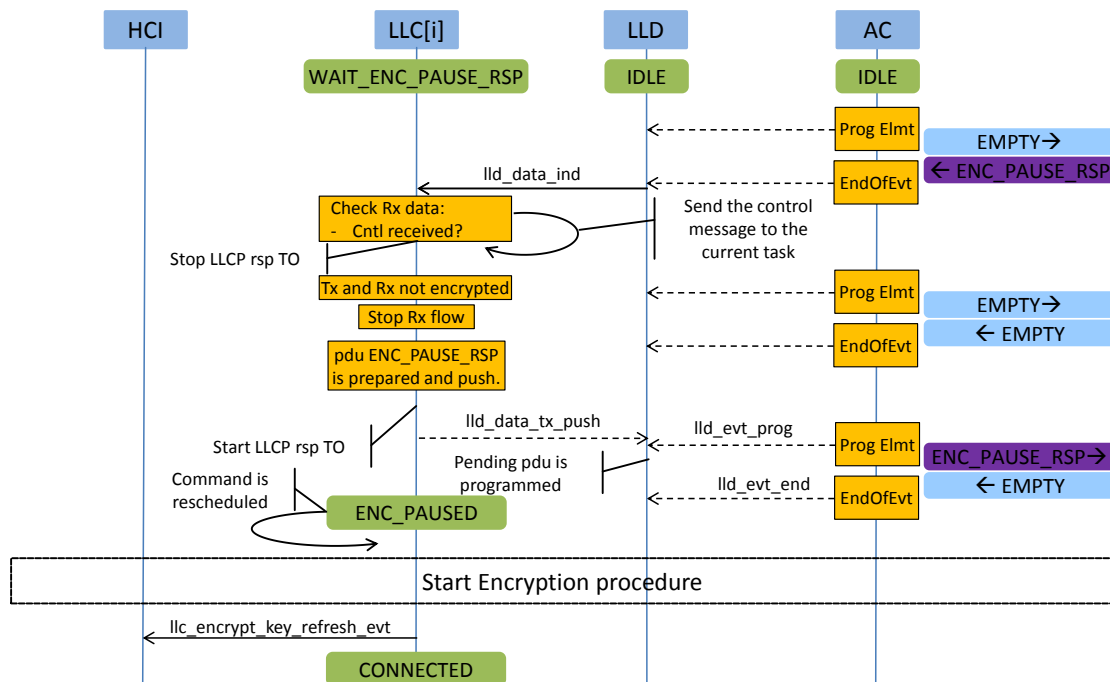 HCI
LLC[i]
LLD
AC
WAIT_ENC_PAUSE_RSP
IDLE
IDLE
Prog Elmt
EMPTY→
lld_data_ind
EndOfEvt
← ENC_PAUSE_RSP
Check Rx data:
- Cntl received?
Send the control
message to the
current task
Stop LLCP rsp TO
Tx and Rx not encrypted
Prog Elmt
EMPTY→
Stop Rx flow
EndOfEvt
← EMPTY
pdu ENC_PAUSE_RSP
is prepared and push.
lld_data_tx_push
lld_evt_prog
Start LLCP rsp TO
Prog Elmt
ENC_PAUSE_RSP→
Command is
rescheduled
Pending pdu is
programmed
lld_evt_end
EndOfEvt
← EMPTY
ENC_PAUSED
Start Encryption procedure
llc_encrypt_key_refresh_evt
CONNECTED